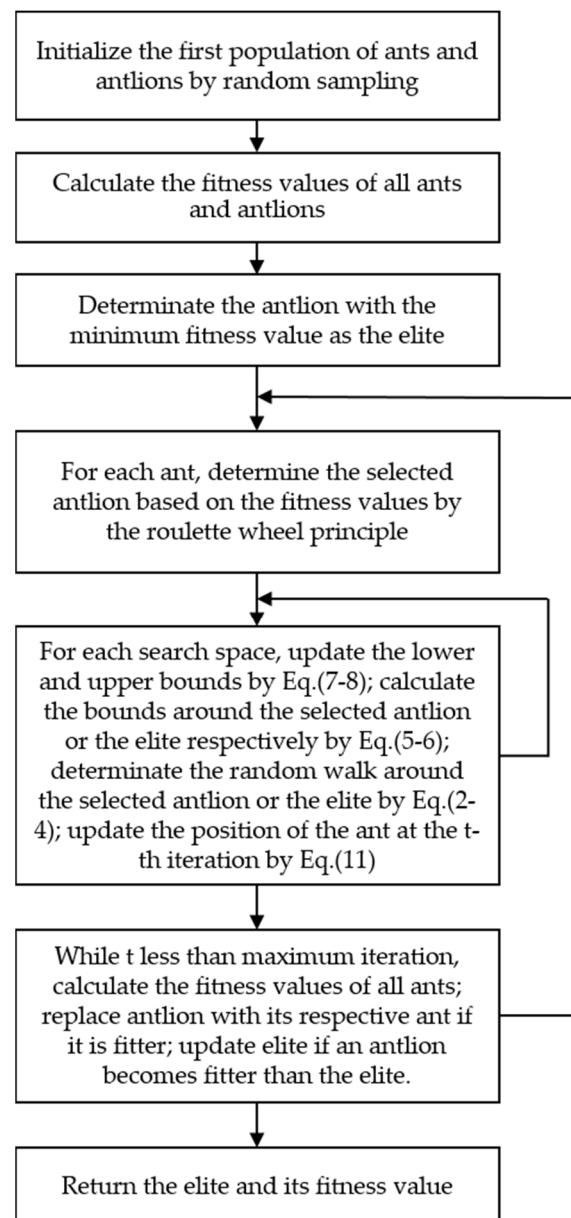 Initialize the first population of ants and
antlions by random sampling
Calculate the fitness values of all ants
and antlions
Determinate the antlion with the
minimum fitness value as the elite
For each ant, determine the selected
antlion based on the fitness values by
the roulette wheel principle
For each search space, update the lower
and upper bounds by Eq.(7-8); calculate
the bounds around the selected antlion
or the elite respectively by Eq.(5-6);
determinate the random walk around
the selected antlion or the elite by Eq.(2-
4); update the position of the ant at the t-
th iteration by Eq.(11)
While t less than maximum iteration,
calculate the fitness values of all ants;
replace antlion with its respective ant if
it is fitter; update elite if an antlion
becomes fitter than the elite.
Return the elite and its fitness value